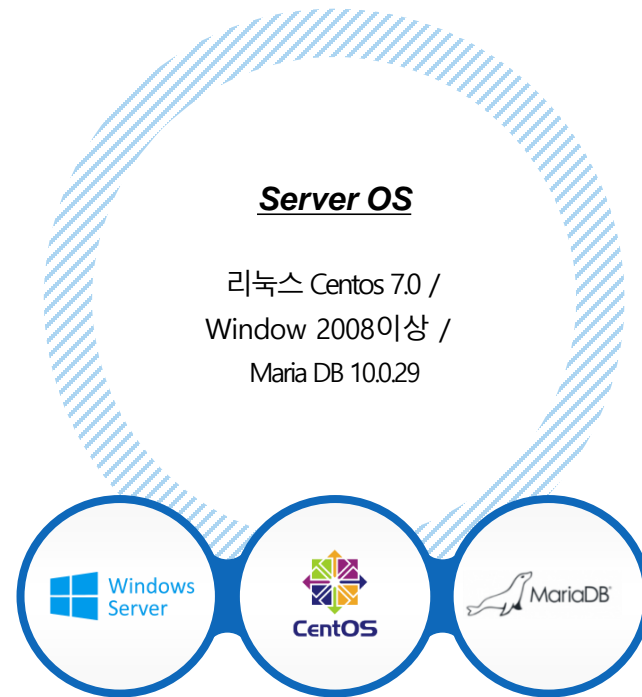 Server OS
리눅스 Centos 7.0 /
Window 2008이상 /
Maria DB 10.0.29
Windows
Server
CentOS
MariaDB